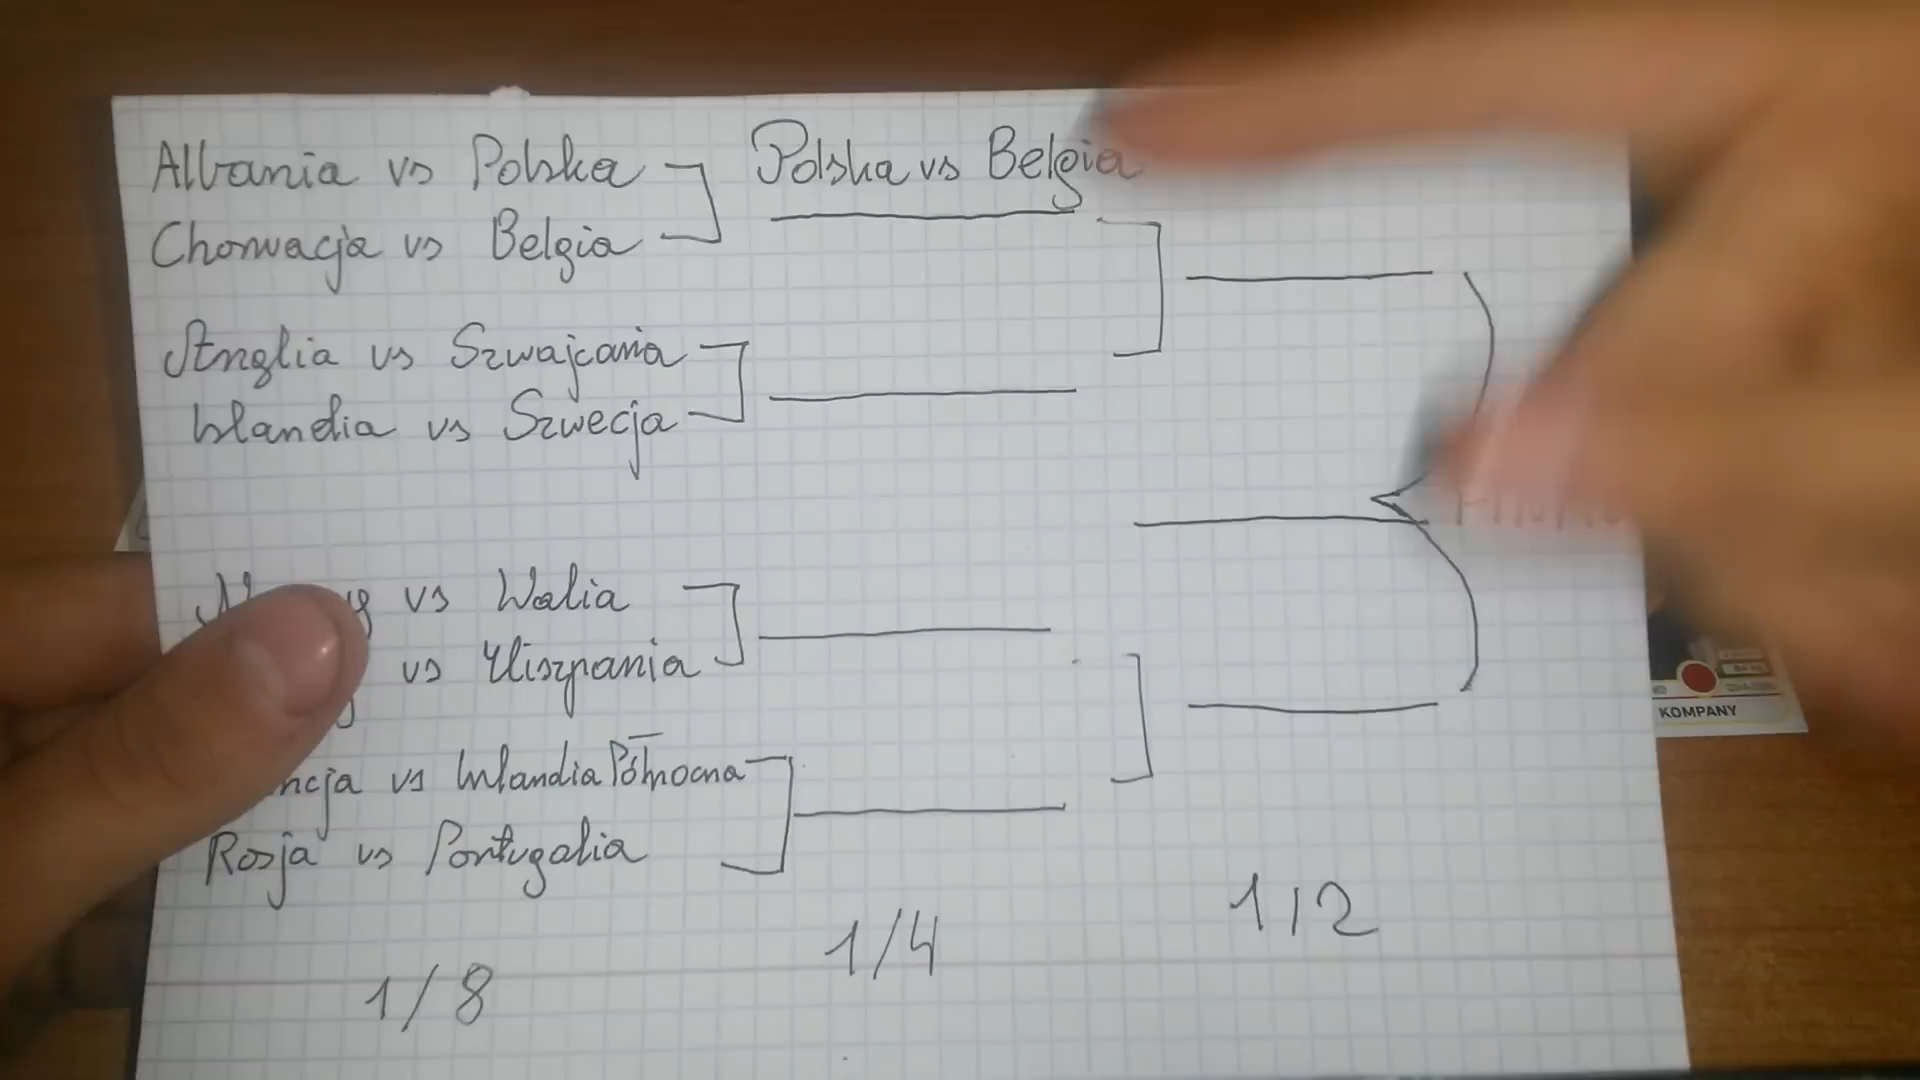 Albania vs Polska
Chorwacja vs Belgia
Polska vs Belgia
Anglia vs Szwajcaria
Islandia vs Szwecja
vs Walia
vs Hiszpania
vs Irlandia Północna
Rosja vs Portugalia
1/8
1/4
1/2
KOMPANY